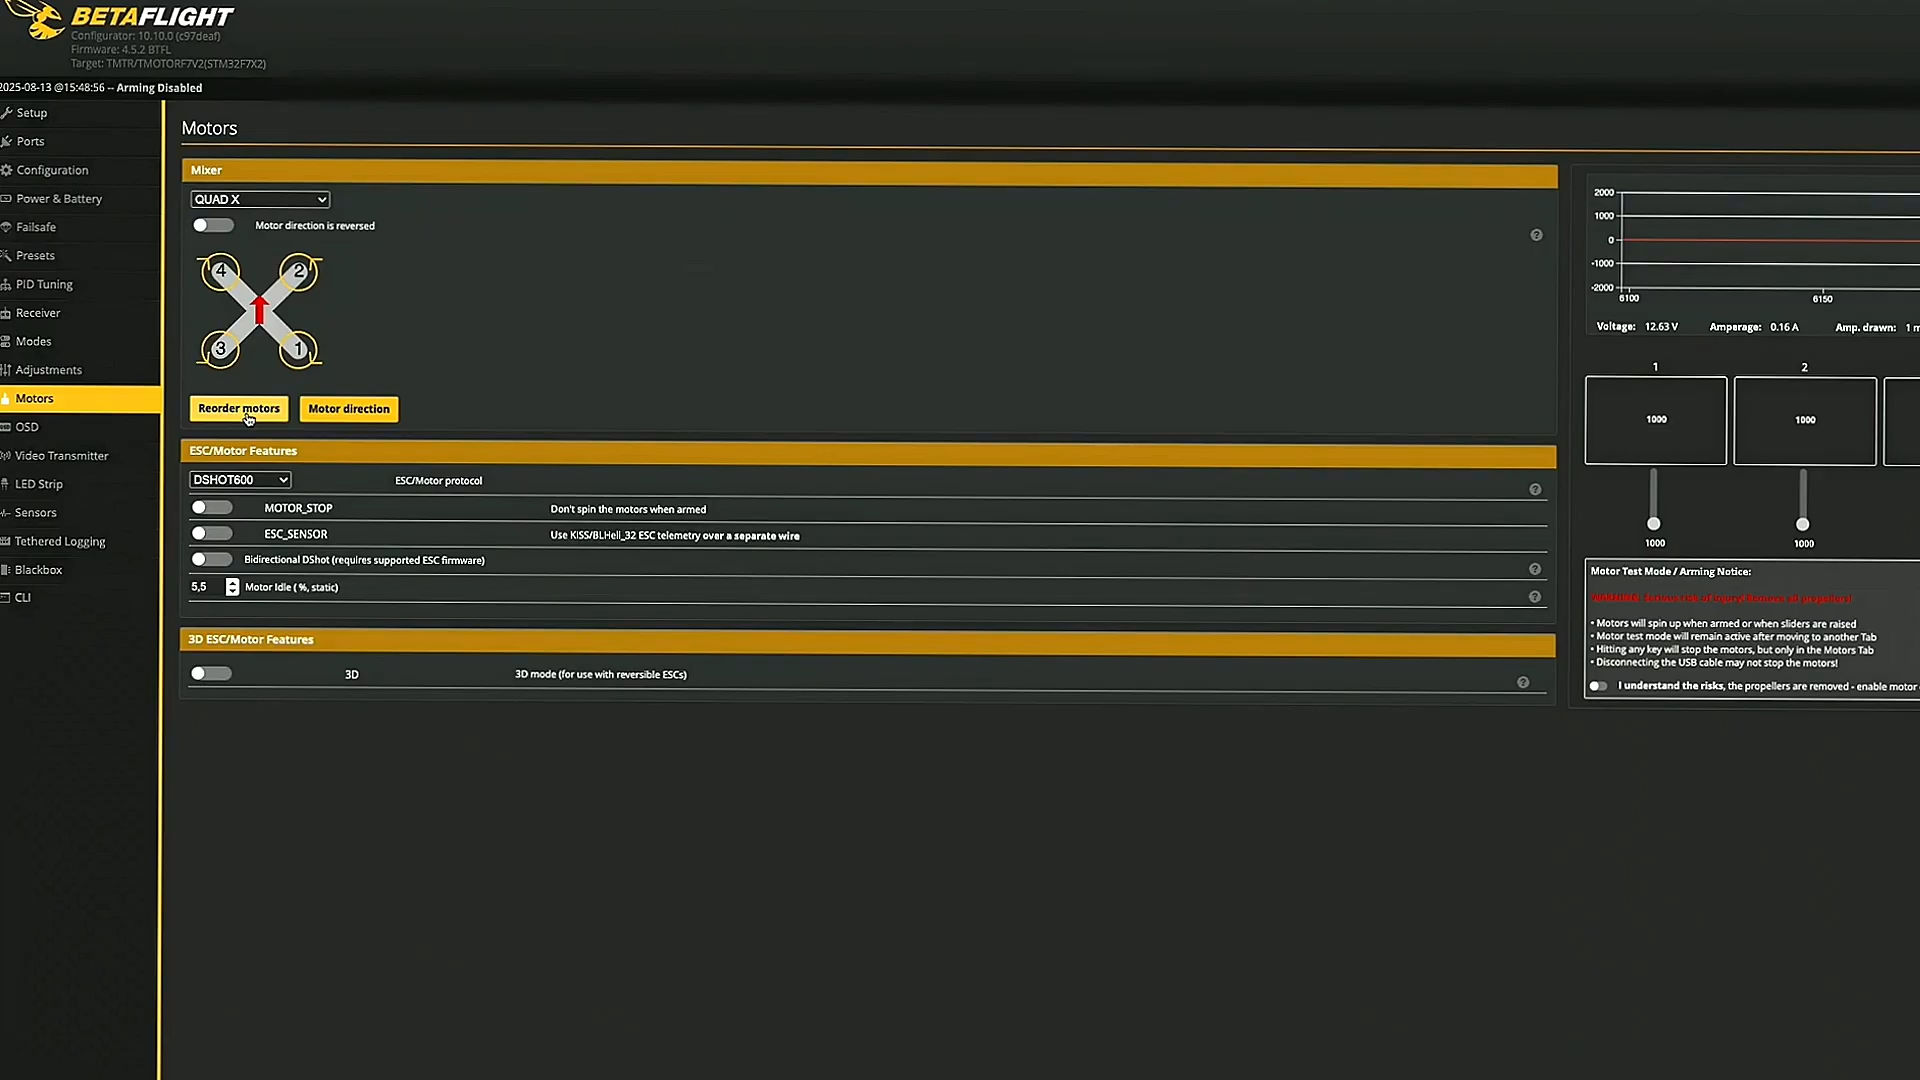 BETAFLIGHT
Configurator: 10.10.0 (c97deaf)
Firmware: 4.5.2 BTFL
Target: TMTR/TMOTORF7V2(STM32F7X2)
2025-08-13 @15:48:56 -- Arming Disabled
Setup
Ports
Configuration
Power & Battery
Failsafe
Presets
PID Tuning
Receiver
Modes
Adjustments
Motors
OSD
Video Transmitter
LED Strip
Sensors
Tethered Logging
Blackbox
CLI
Motors
Mixer
QUAD X
Motor direction is reversed
?
4 2
3 1
Reorder motors Motor direction
ESC/Motor Features
DSHOT600 ESC/Motor protocol ?
MOTOR_STOP Don't spin the motors when armed
ESC_SENSOR Use KISS/BLHeli_32 ESC telemetry over a separate wire
Bidirectional DShot (requires supported ESC firmware) ?
5,5 Motor Idle ( %, static) ?
3D ESC/Motor Features
3D 3D mode (for use with reversible ESCs) ?
2000
1000
0
-1000
-2000
6100 6150
Voltage: 12.63 V Amperage: 0.16 A Amp. drawn: 1 m
1 2
1000 1000
1000 1000
Motor Test Mode / Arming Notice:
WARNING: Serious risk of injury! Remove all propellers!
• Motors will spin up when armed or when sliders are raised
• Motor test mode will remain active after moving to another Tab
• Hitting any key will stop the motors, but only in the Motors Tab
• Disconnecting the USB cable may not stop the motors!
I understand the risks, the propellers are removed - enable motor